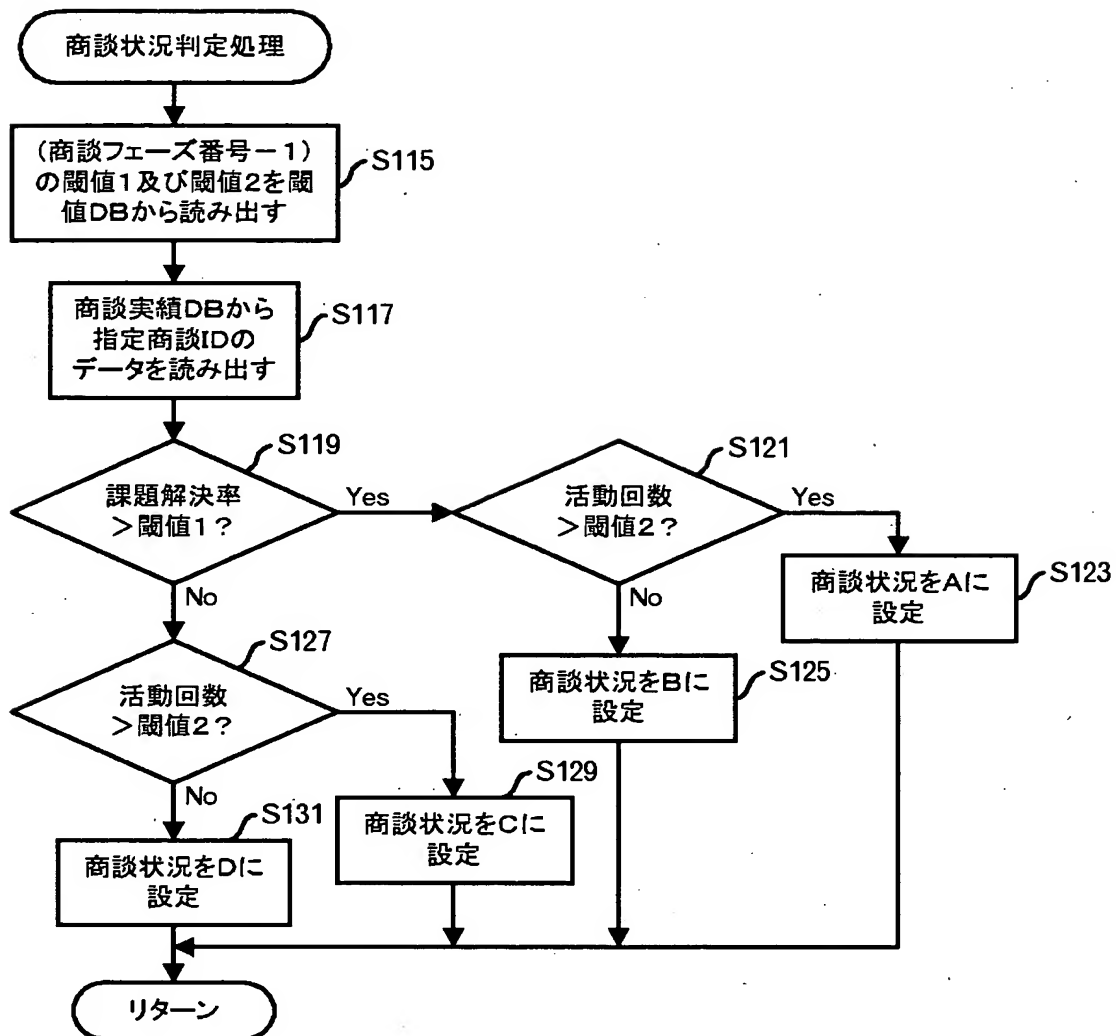 商談状況判定処理
(商談フェーズ番号－1)
の閾値1及び閾値2を閾
値DBから読み出す
S115
商談実績DBから
指定商談IDの
データを読み出す
S117
S119
課題解決率
＞閾値1？
Yes
No
S121
活動回数
＞閾値2？
Yes
No
商談状況をAに
設定
S123
商談状況をBに
設定
S125
S127
活動回数
＞閾値2？
Yes
No
S129
商談状況をCに
設定
S131
商談状況をDに
設定
リターン